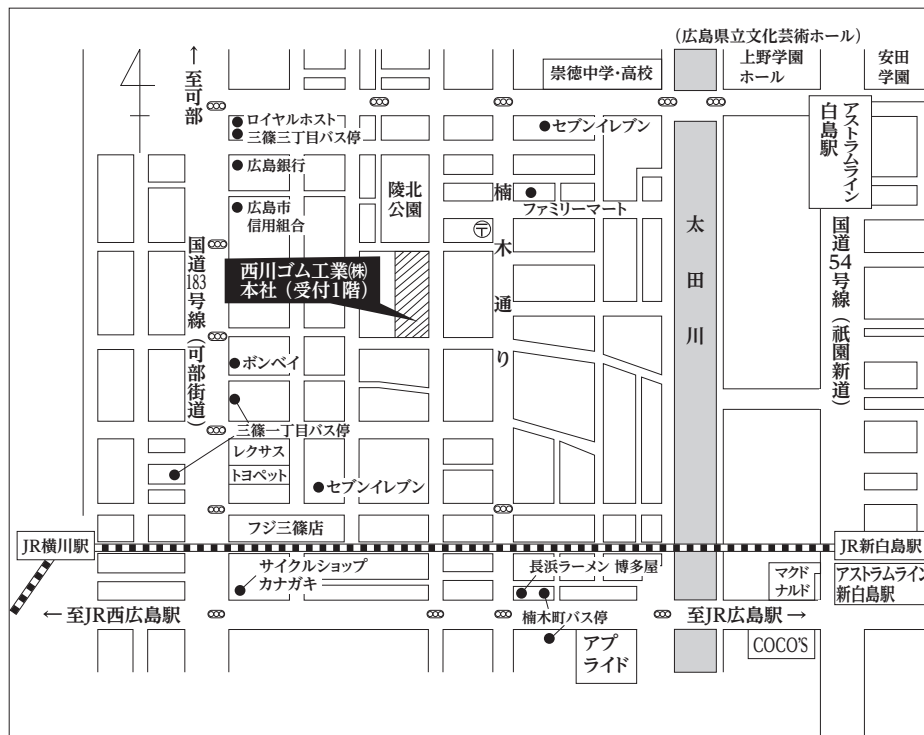 (広島県立文化芸術ホール)
上野学園
ホール
安田
学園
崇徳中学・高校
↑
至可部
アストラムライン
白島駅
ロイヤルホスト
三篠三丁目バス停
セブンイレブン
広島銀行
陵北
公園
楠木通り
ファミリーマート
広島市
信用組合
〒
太田川
国道54号線(祇園新道)
国道183号線(可部街道)
西川ゴム工業㈱
本社(受付1階)
ボンベイ
三篠一丁目バス停
レクサス
トヨペット
セブンイレブン
フジ三篠店
JR横川駅
JR新白島駅
サイクルショップ
カナガキ
長浜ラーメン 博多屋
マクド
ナルド
アストラムライン
新白島駅
← 至JR西広島駅
楠木町バス停
至JR広島駅 →
アプ
ライド
COCO'S